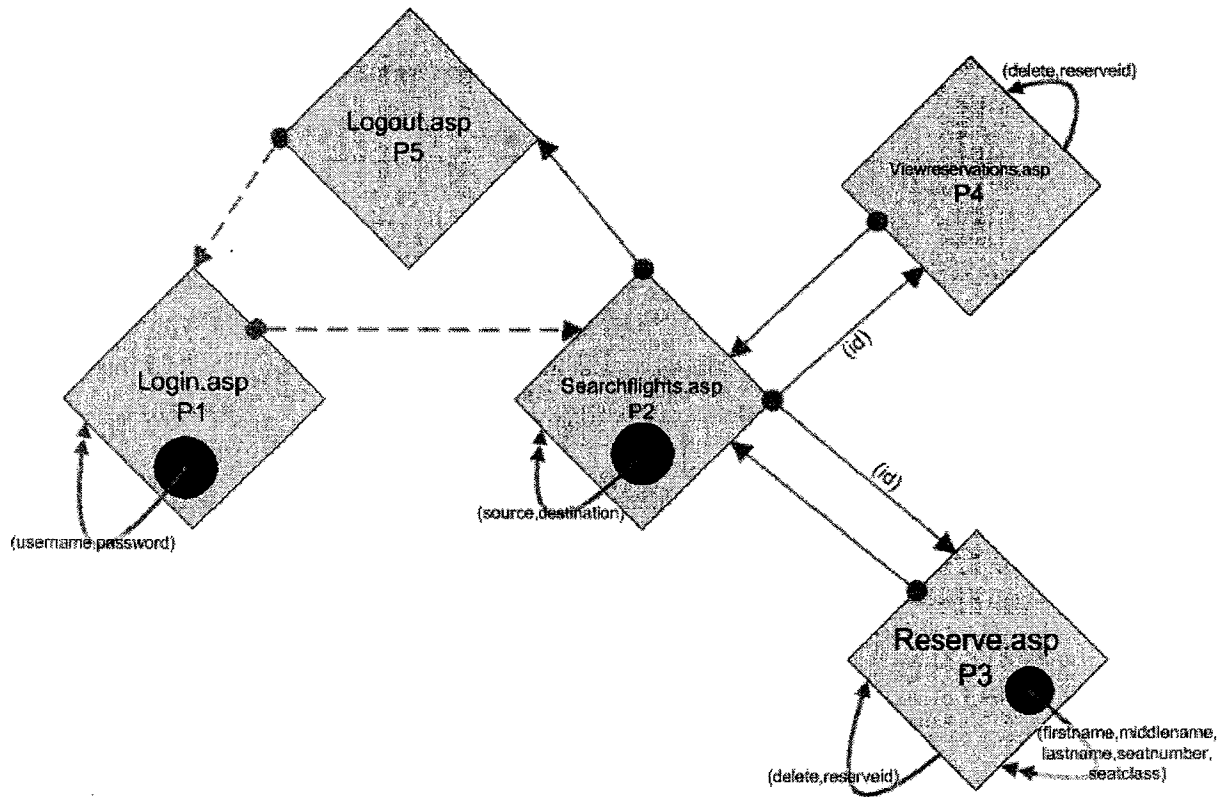 Logout.asp
P5
(delete,reserveid)
Viewreservations.asp
P4
Login.asp
P1
(username,password)
Searchflights.asp
P2
(source,destination)
(id)
(id)
Reserve.asp
P3
(firstname,middlename,
lastname,seatnumber,
seatclass)
(delete,reserveid)